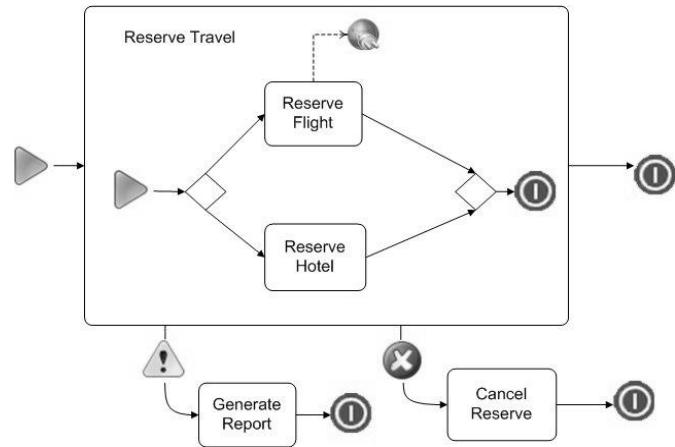 Reserve Travel
Reserve
Flight
Reserve
Hotel
Generate
Report
Cancel
Reserve